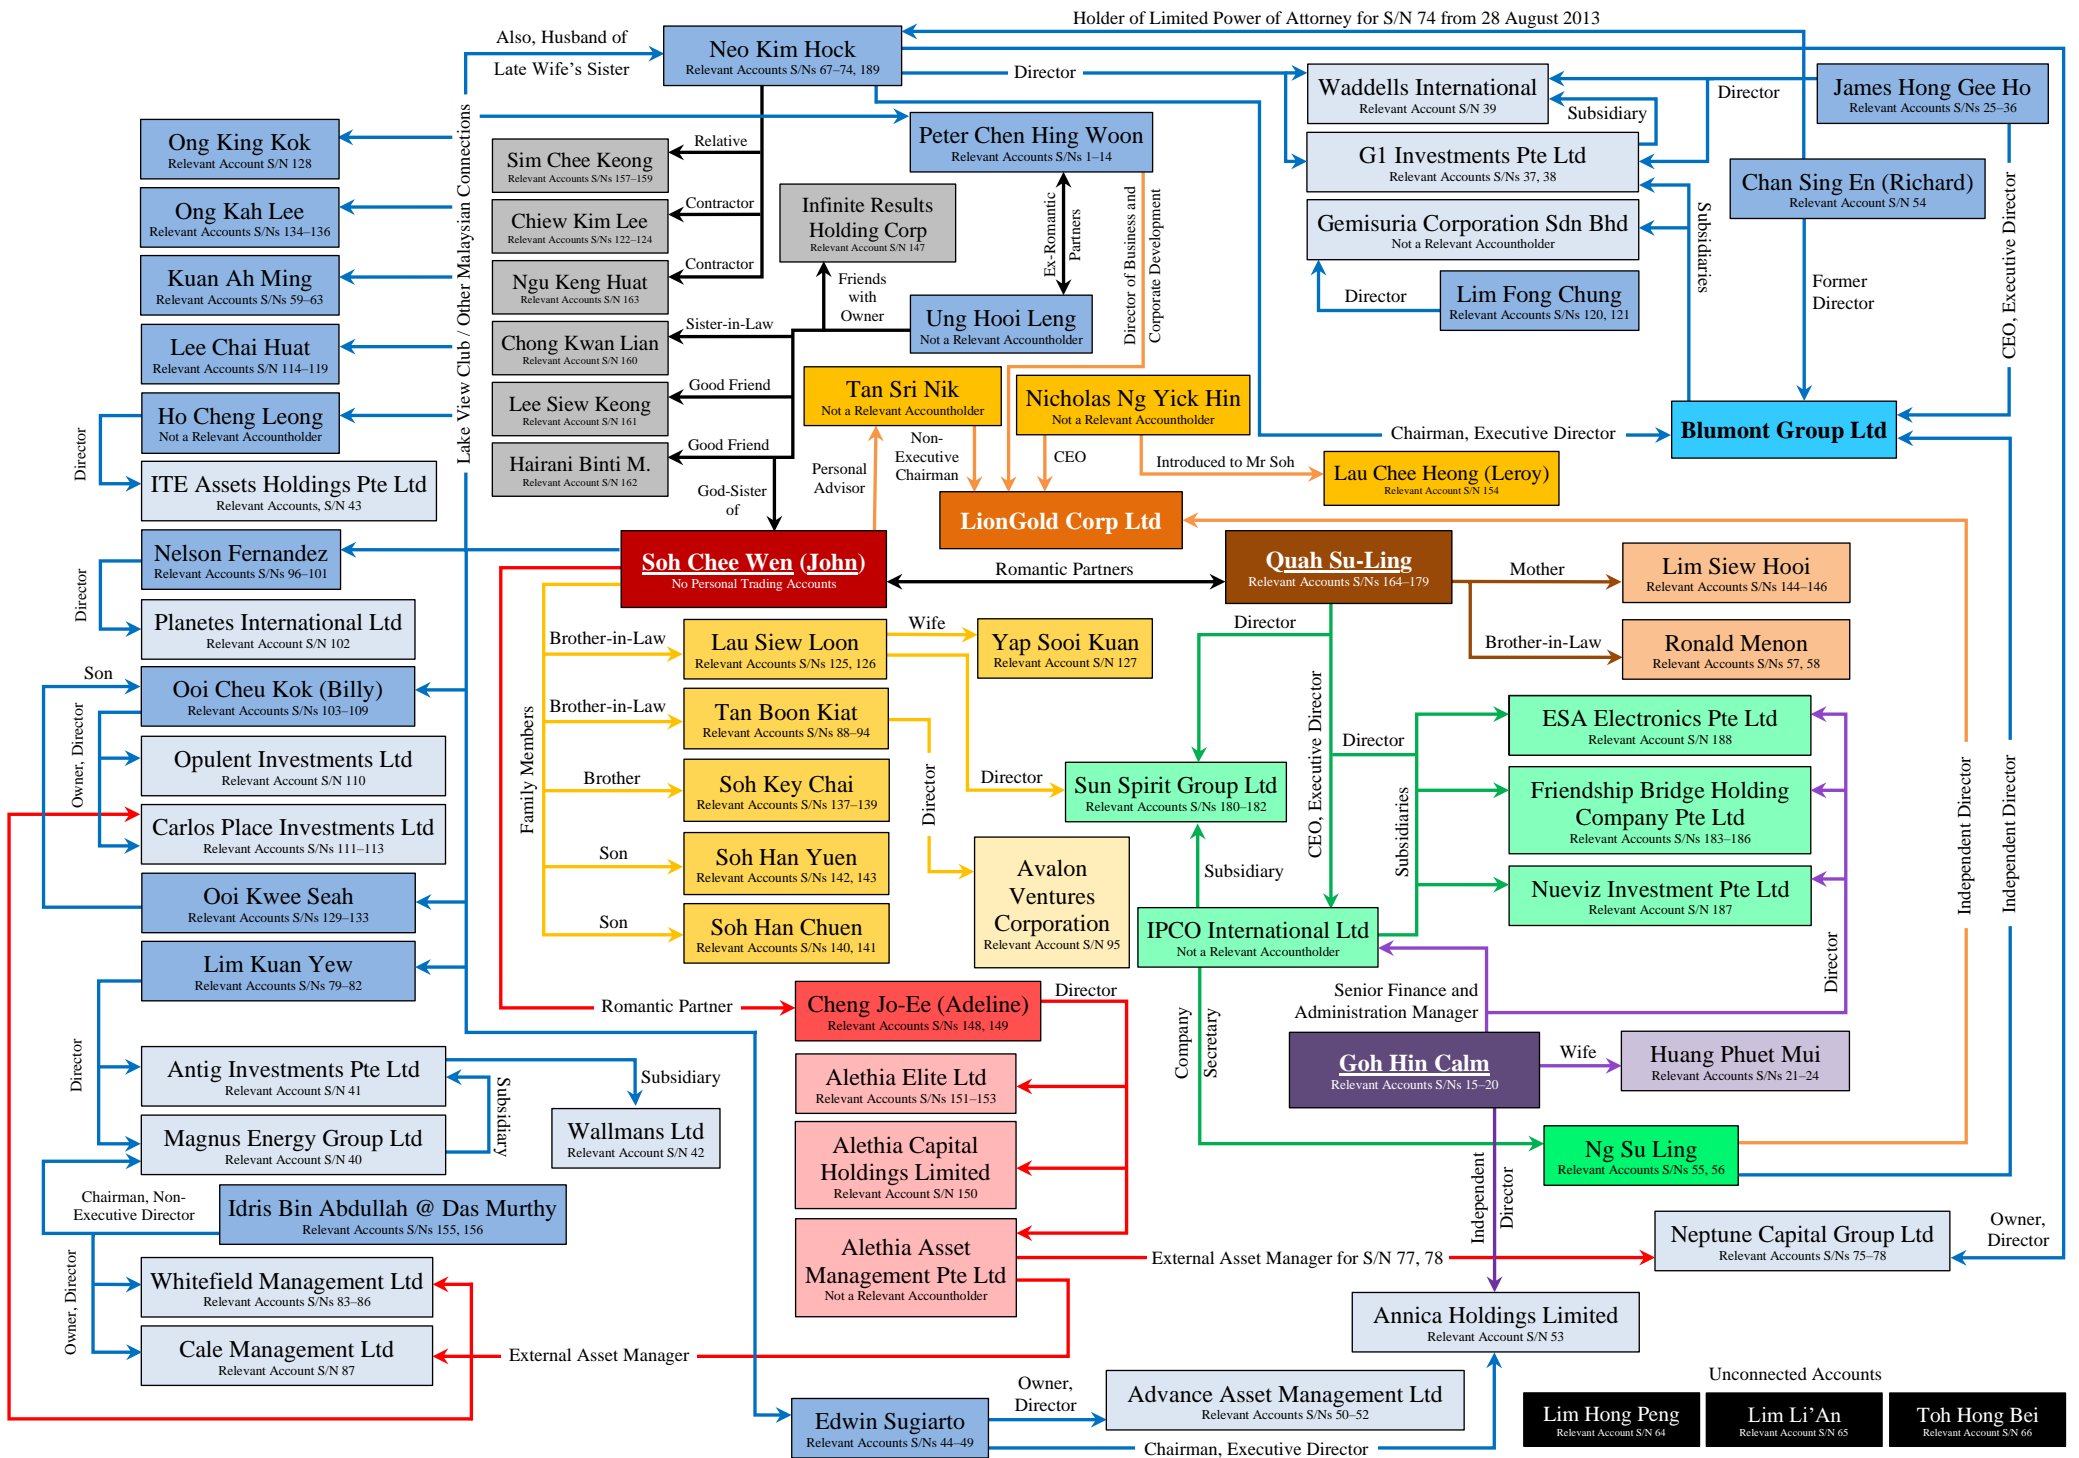 Holder of Limited Power of Attorney for S/N 74 from 28 August 2013
Also, Husband of
Late Wife's Sister
Neo Kim Hock
Relevant Accounts S/Ns 67–74, 189
Director
Waddells International
Relevant Account S/N 39
Director
James Hong Gee Ho
Relevant Accounts S/Ns 25–36
Subsidiary
Lake View Club / Other Malaysian Connections
Ong King Kok
Relevant Account S/N 128
Relative
Sim Chee Keong
Relevant Accounts S/Ns 157–159
Peter Chen Hing Woon
Relevant Accounts S/Ns 1–14
G1 Investments Pte Ltd
Relevant Accounts S/Ns 37, 38
Chan Sing En (Richard)
Relevant Account S/N 54
CEO, Executive Director
Ong Kah Lee
Relevant Accounts S/Ns 134–136
Contractor
Chiew Kim Lee
Relevant Accounts S/Ns 122–124
Infinite Results
Holding Corp
Relevant Account S/N 147
Ex-Romantic
Partners
Director of Business and
Corporate Development
Gemisuria Corporation Sdn Bhd
Not a Relevant Accountholder
Subsidiaries
Kuan Ah Ming
Relevant Accounts S/Ns 59–63
Contractor
Ngu Keng Huat
Relevant Accounts S/N 163
Friends
with
Owner
Director
Lim Fong Chung
Relevant Accounts S/Ns 120, 121
Former
Director
Lee Chai Huat
Relevant Accounts S/N 114–119
Sister-in-Law
Chong Kwan Lian
Relevant Account S/N 160
Ung Hooi Leng
Not a Relevant Accountholder
Good Friend
Lee Siew Keong
Relevant Accounts S/N 161
Tan Sri Nik
Not a Relevant Accountholder
Nicholas Ng Yick Hin
Not a Relevant Accountholder
Director
Ho Cheng Leong
Not a Relevant Accountholder
Good Friend
Hairani Binti M.
Relevant Accounts S/N 162
Personal
Advisor
Non-
Executive
Chairman
CEO
Chairman, Executive Director
Blumont Group Ltd
Introduced to Mr Soh
Lau Chee Heong (Leroy)
Relevant Account S/N 154
ITE Assets Holdings Pte Ltd
Relevant Accounts, S/N 43
God-Sister
of
LionGold Corp Ltd
Director
Nelson Fernandez
Relevant Accounts S/Ns 96–101
Soh Chee Wen (John)
No Personal Trading Accounts
Romantic Partners
Quah Su-Ling
Relevant Accounts S/Ns 164–179
Mother
Lim Siew Hooi
Relevant Accounts S/Ns 144–146
Planetes International Ltd
Relevant Account S/N 102
Brother-in-Law
Lau Siew Loon
Relevant Accounts S/Ns 125, 126
Wife
Yap Sooi Kuan
Relevant Account S/N 127
Director
Brother-in-Law
Ronald Menon
Relevant Accounts S/Ns 57, 58
Son
Ooi Cheu Kok (Billy)
Relevant Accounts S/Ns 103–109
Owner, Director
Family Members
Brother-in-Law
Tan Boon Kiat
Relevant Accounts S/Ns 88–94
Director
CEO, Executive Director
Director
ESA Electronics Pte Ltd
Relevant Account S/N 188
Opulent Investments Ltd
Relevant Account S/N 110
Brother
Soh Key Chai
Relevant Accounts S/Ns 137–139
Director
Sun Spirit Group Ltd
Relevant Accounts S/Ns 180–182
Subsidiaries
Friendship Bridge Holding
Company Pte Ltd
Relevant Accounts S/Ns 183–186
Independent Director
Independent Director
Carlos Place Investments Ltd
Relevant Accounts S/Ns 111–113
Son
Soh Han Yuen
Relevant Accounts S/Ns 142, 143
Avalon
Ventures
Corporation
Relevant Account S/N 95
Subsidiary
Nueviz Investment Pte Ltd
Relevant Account S/N 187
Ooi Kwee Seah
Relevant Accounts S/Ns 129–133
Son
Soh Han Chuen
Relevant Accounts S/Ns 140, 141
IPCO International Ltd
Not a Relevant Accountholder
Director
Lim Kuan Yew
Relevant Accounts S/Ns 79–82
Romantic Partner
Cheng Jo-Ee (Adeline)
Relevant Accounts S/Ns 148, 149
Director
Senior Finance and
Administration Manager
Company
Secretary
Director
Antig Investments Pte Ltd
Relevant Account S/N 41
Subsidiary
Subsidiary
Wallmans Ltd
Relevant Account S/N 42
Alethia Elite Ltd
Relevant Accounts S/Ns 151–153
Goh Hin Calm
Relevant Accounts S/Ns 15–20
Wife
Huang Phuet Mui
Relevant Accounts S/Ns 21–24
Magnus Energy Group Ltd
Relevant Account S/N 40
Alethia Capital
Holdings Limited
Relevant Account S/N 150
Independent
Director
Ng Su Ling
Relevant Accounts S/Ns 55, 56
Chairman, Non-
Executive Director
Idris Bin Abdullah @ Das Murthy
Relevant Accounts S/Ns 155, 156
Alethia Asset
Management Pte Ltd
Not a Relevant Accountholder
External Asset Manager for S/N 77, 78
Neptune Capital Group Ltd
Relevant Accounts S/Ns 75–78
Owner,
Director
Owner, Director
Whitefield Management Ltd
Relevant Accounts S/Ns 83–86
Cale Management Ltd
Relevant Account S/N 87
External Asset Manager
Annica Holdings Limited
Relevant Account S/N 53
Edwin Sugiarto
Relevant Accounts S/Ns 44–49
Owner,
Director
Advance Asset Management Ltd
Relevant Accounts S/Ns 50–52
Chairman, Executive Director
Unconnected Accounts
Lim Hong Peng
Relevant Account S/N 64
Lim Li'An
Relevant Account S/N 65
Toh Hong Bei
Relevant Account S/N 66